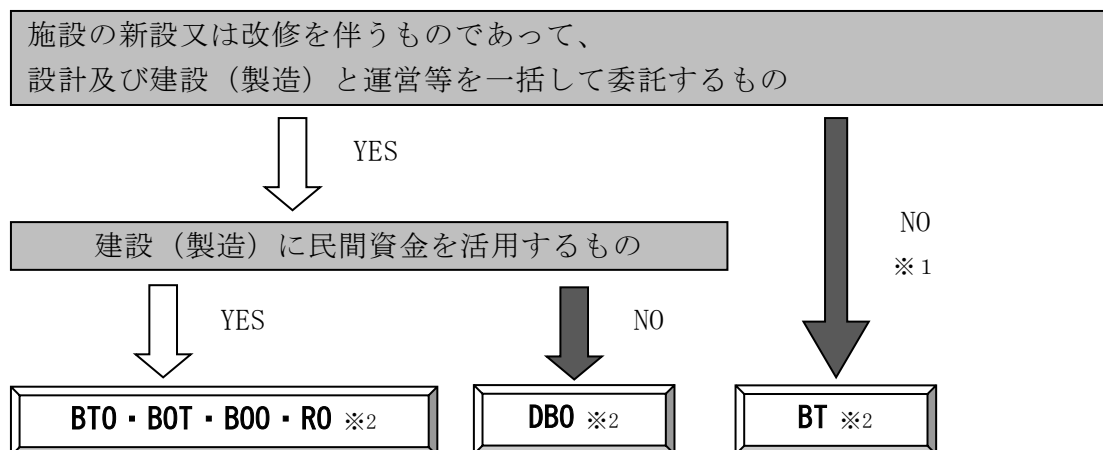 施設の新設又は改修を伴うものであって、
設計及び建設（製造）と運営等を一括して委託するもの
YES
NO
※１
建設（製造）に民間資金を活用するもの
YES
NO
BTO・BOT・BOO・RO ※2
DBO ※2
BT ※2